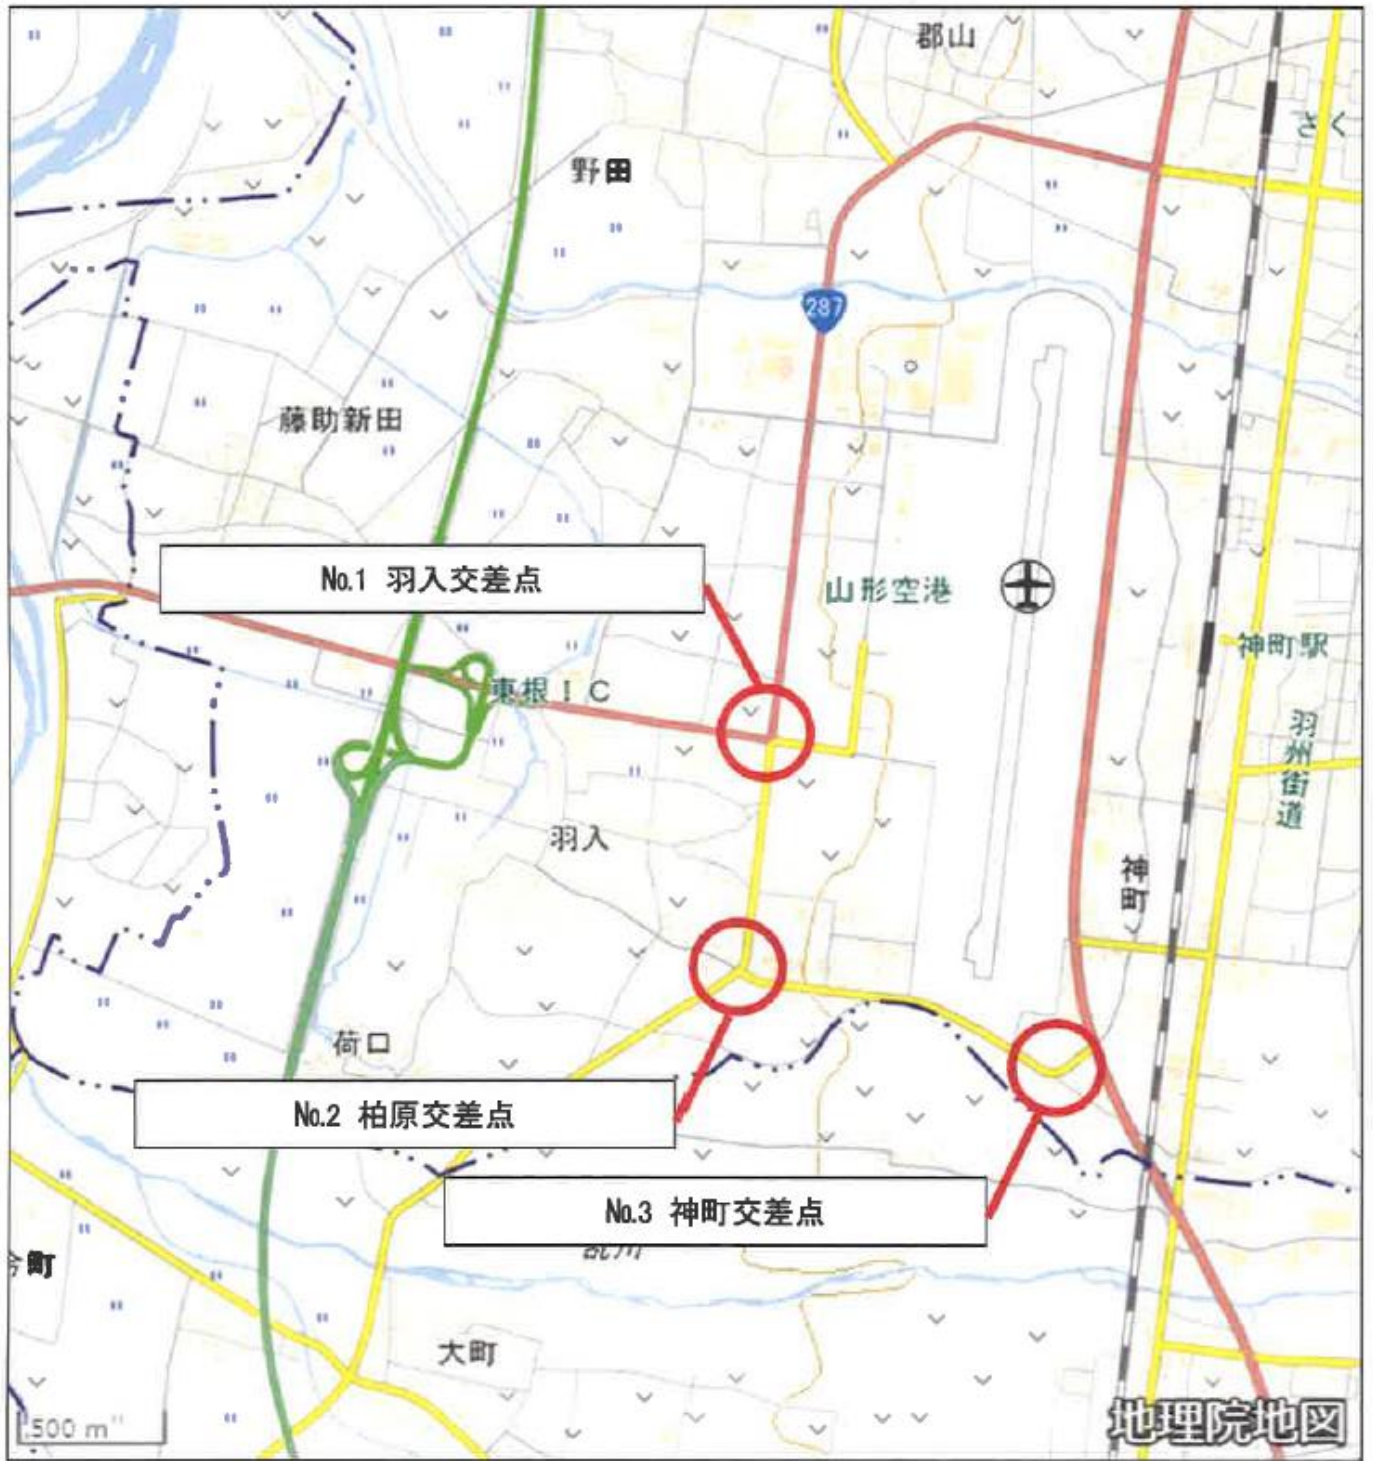 郡山
野田
287
藤助新田
No.1 羽入交差点
山形空港
神町駅
東根IC
羽州街道
羽入
神町
荷口
No.2 柏原交差点
No.3 神町交差点
町
大町
500 m
地理院地図